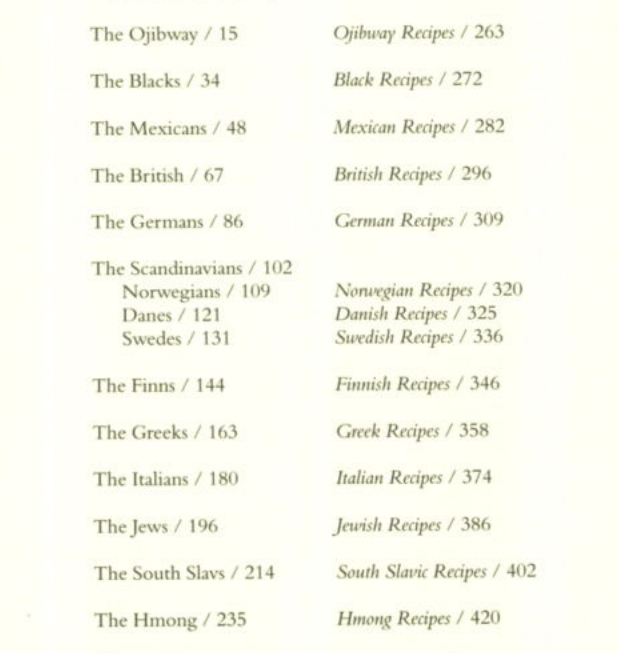 The Ojibway / 15 Ojibway Recipes / 263
The Blacks / 34 Black Recipes / 272
The Mexicans / 48 Mexican Recipes / 282
The British / 67 British Recipes / 296
The Germans / 86 German Recipes / 309
The Scandinavians / 102
Norwegians / 109 Norwegian Recipes / 320
Danes / 121 Danish Recipes / 325
Swedes / 131 Swedish Recipes / 336
The Finns / 144 Finnish Recipes / 346
The Greeks / 163 Greek Recipes / 358
The Italians / 180 Italian Recipes / 374
The Jews / 196 Jewish Recipes / 386
The South Slavs / 214 South Slavic Recipes / 402
The Hmong / 235 Hmong Recipes / 420